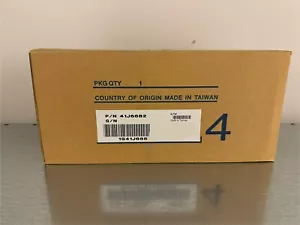 PKG QTY 1
COUNTRY OF ORIGIN MADE IN TAIWAN
P/N 41J6682
S/N
4